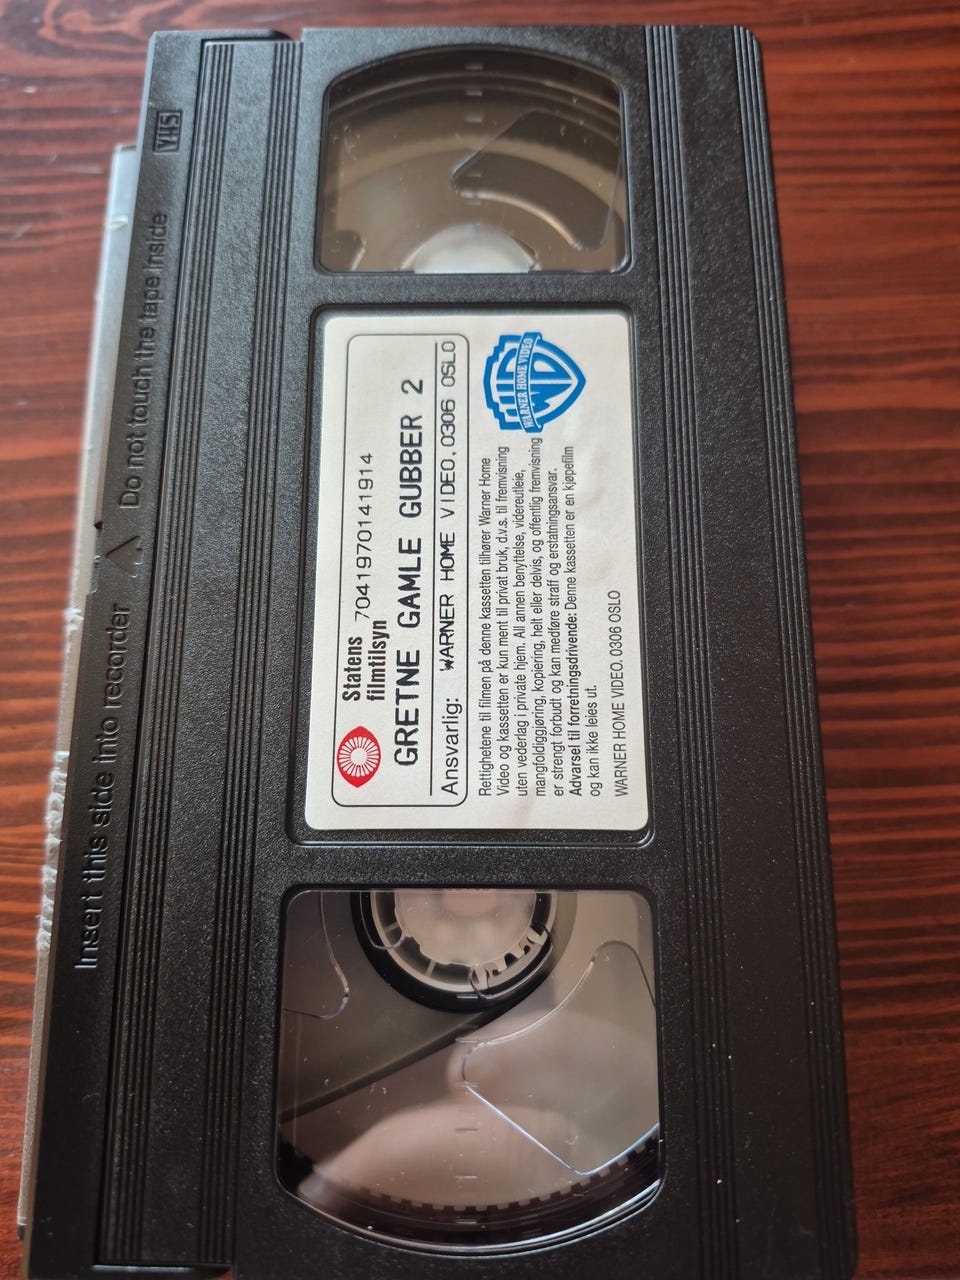 VHS
Insert this side into recorder
Do not touch the tape inside
Statens
filmtilsyn
7041970141914
GRETNE GAMLE GUBBER 2
Ansvarlig: WARNER HOME VIDEO. 0306 OSLO
WARNER HOME VIDEO
Rettighetene til filmen på denne kassetten tilhører Warner Home
Video og kassetten er kun ment til privat bruk, d.v.s. til fremvisning
uten vederlag i private hjem. All annen benyttelse, videreutleie,
mangfoldiggjøring, kopiering, helt eller delvis, og offentlig fremvisning
er strengt forbudt og kan medføre straff og erstatningsansvar.
Advarsel til forretningsdrivende: Denne kassetten er en kjøpefilm
og kan ikke leies ut.
WARNER HOME VIDEO. 0306 OSLO